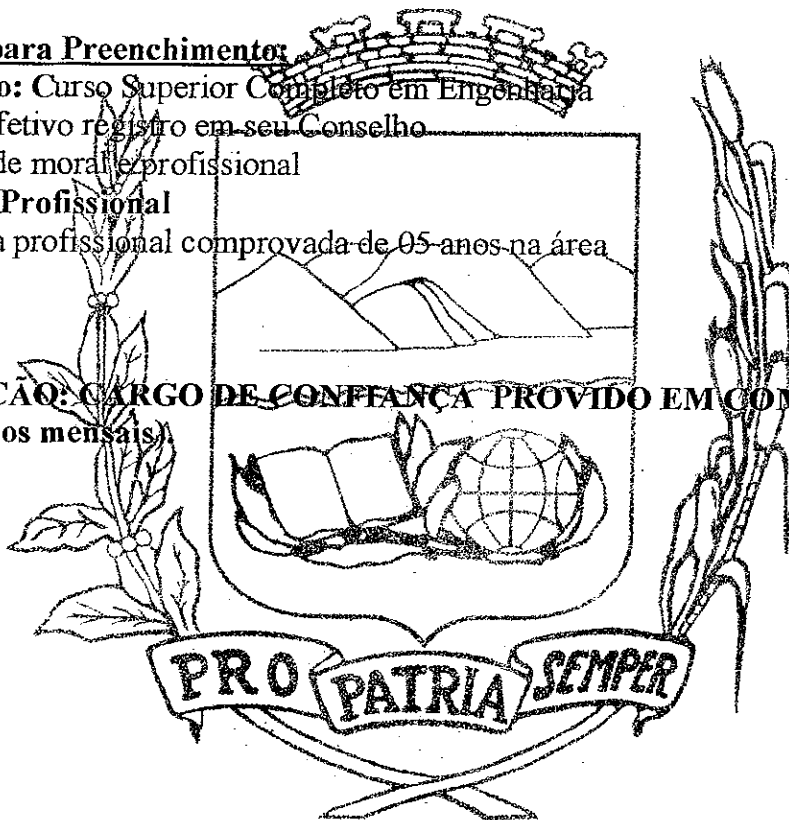 para Preenchimento:
o: Curso Superior Completo em Engenharia
fetivo registro em seu Conselho
de moral e profissional
Profissional
a profissional comprovada de 05 anos na área
ÇÃO: CARGO DE CONFIANÇA PROVIDO EM COM
os mensais).
PRO PATRIA SEMPER